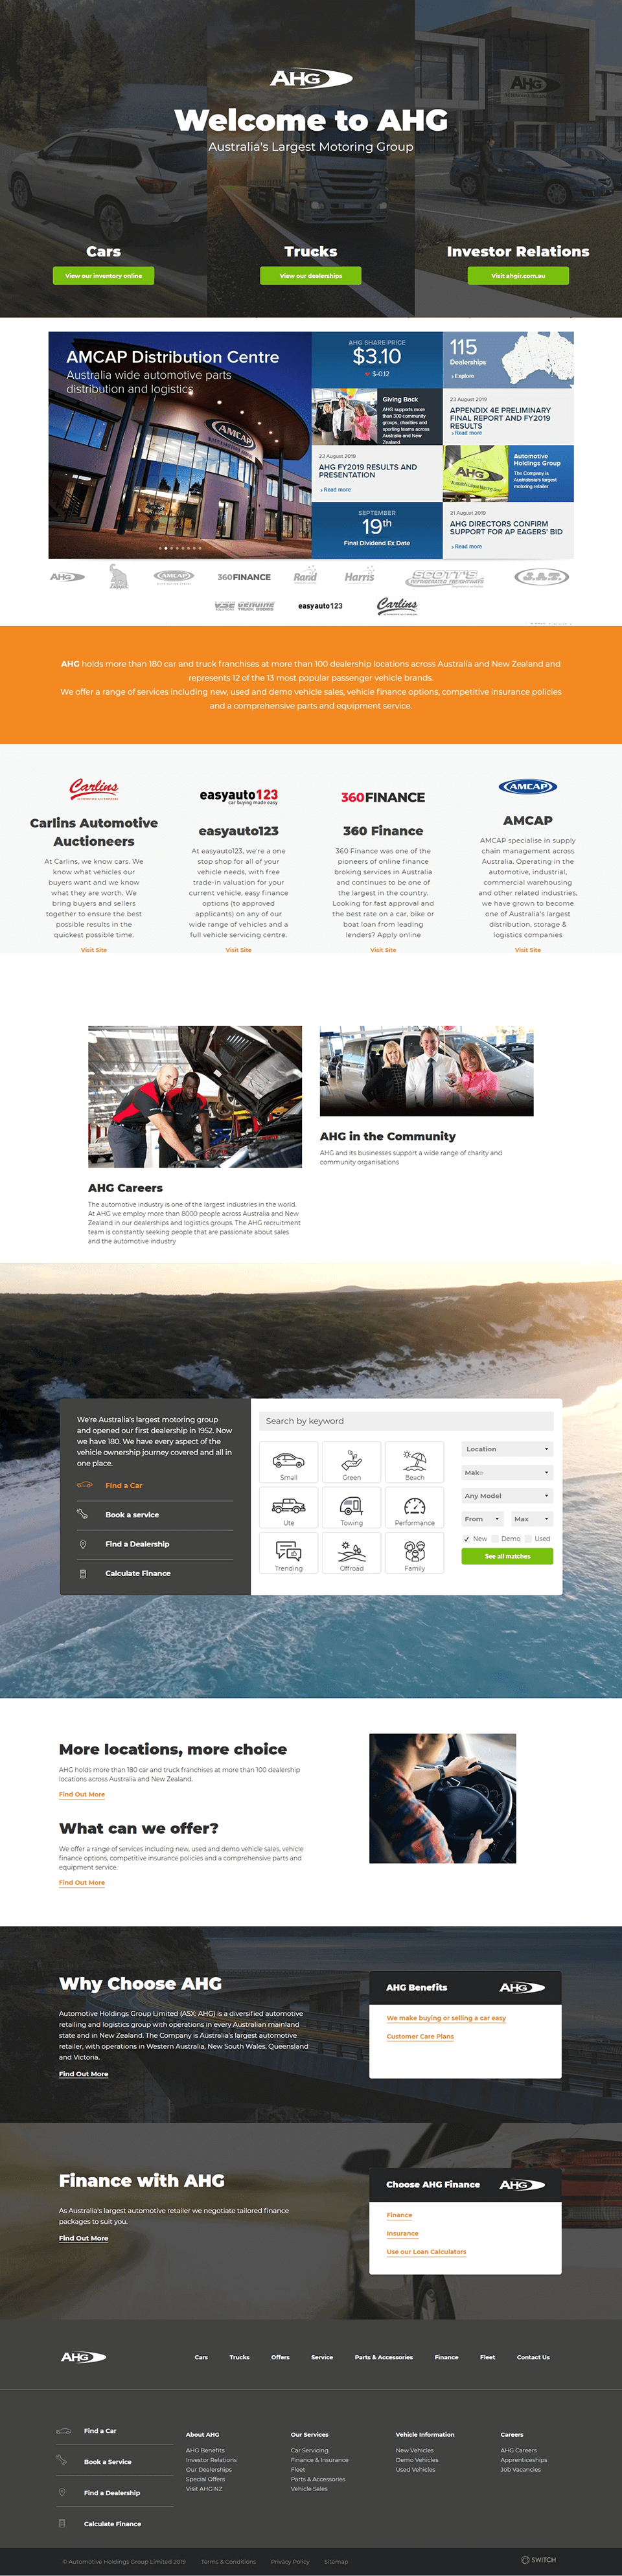 AHG
Welcome to AHG
Australia's Largest Motoring Group
Cars
View our inventory online
Trucks
View our dealerships
Investor Relations
Visit ahgir.com.au
AMCAP Distribution Centre
Australia wide automotive parts
distribution and logistics
AMCAP
AHG SHARE PRICE
$3.10
$-0.12
115
Dealerships
› Explore
Giving Back
AHG supports more
than 300 community
groups, charities and
sporting teams across
Australia and New
Zealand.
23 August 2019
APPENDIX 4E PRELIMINARY
FINAL REPORT AND FY2019
RESULTS
› Read more
23 August 2019
AHG FY2019 RESULTS AND
PRESENTATION
› Read more
AHG
Automotive
Holdings Group
The Company is
Australasia's largest
motoring retailer.
SEPTEMBER
19th
Final Dividend Ex Date
21 August 2019
AHG DIRECTORS CONFIRM
SUPPORT FOR AP EAGERS' BID
› Read more
AHG
AMCAP
360FINANCE
Rand
Harris
SCOTT'S
REFRIGERATED FREIGHTWAYS
JAT
VSE GENUINE
TRUCK BODIES
easyauto123
Carlins
AHG holds more than 180 car and truck franchises at more than 100 dealership locations across Australia and New Zealand and
represents 12 of the 13 most popular passenger vehicle brands.
We offer a range of services including new, used and demo vehicle sales, vehicle finance options, competitive insurance policies
and a comprehensive parts and equipment service.
Carlins
AUTOMOTIVE AUCTIONEERS
Carlins Automotive
Auctioneers
At Carlins, we know cars. We
know what vehicles our
buyers want and we know
what they are worth. We
bring buyers and sellers
together to ensure the best
possible results in the
quickest possible time.
Visit Site
easyauto123
car buying made easy
easyauto123
At easyauto123, we're a one
stop shop for all of your
vehicle needs, with free
trade-in valuation for your
current vehicle, easy finance
options (to approved
applicants) on any of our
wide range of vehicles and a
full vehicle servicing centre.
Visit Site
360FINANCE
360 Finance
360 Finance was one of the
pioneers of online finance
broking services in Australia
and continues to be one of
the largest in the country.
Looking for fast approval and
the best rate on a car, bike or
boat loan from leading
lenders? Apply online
Visit Site
AMCAP
AMCAP
AMCAP specialise in supply
chain management across
Australia. Operating in the
automotive, industrial,
commercial warehousing
and other related industries,
we have grown to become
one of Australia's largest
distribution, storage &
logistics companies
Visit Site
AHG Careers
The automotive industry is one of the largest industries in the world.
At AHG we employ more than 8000 people across Australia and New
Zealand in our dealerships and logistics groups. The AHG recruitment
team is constantly seeking people that are passionate about sales
and the automotive industry
AHG in the Community
AHG and its businesses support a wide range of charity and
community organisations
We're Australia's largest motoring group
and opened our first dealership in 1952. Now
we have 180. We have every aspect of the
vehicle ownership journey covered and all in
one place.
Find a Car
Book a service
Find a Dealership
Calculate Finance
Search by keyword
Small
Green
Beach
Ute
Towing
Performance
Trending
Offroad
Family
Location
Make
Any Model
From
Max
New
Demo
Used
See all matches
More locations, more choice
AHG holds more than 180 car and truck franchises at more than 100 dealership
locations across Australia and New Zealand.
Find Out More
What can we offer?
We offer a range of services including new, used and demo vehicle sales, vehicle
finance options, competitive insurance policies and a comprehensive parts and
equipment service.
Find Out More
Why Choose AHG
Automotive Holdings Group Limited (ASX: AHG) is a diversified automotive
retailing and logistics group with operations in every Australian mainland
state and in New Zealand. The Company is Australia's largest automotive
retailer, with operations in Western Australia, New South Wales, Queensland
and Victoria.
Find Out More
AHG Benefits
AHG
We make buying or selling a car easy
Customer Care Plans
Finance with AHG
As Australia's largest automotive retailer we negotiate tailored finance
packages to suit you.
Find Out More
Choose AHG Finance
AHG
Finance
Insurance
Use our Loan Calculators
AHG
Cars
Trucks
Offers
Service
Parts & Accessories
Finance
Fleet
Contact Us
Find a Car
Book a Service
Find a Dealership
Calculate Finance
About AHG
AHG Benefits
Investor Relations
Our Dealerships
Special Offers
Visit AHG NZ
Our Services
Car Servicing
Finance & Insurance
Fleet
Parts & Accessories
Vehicle Sales
Vehicle Information
New Vehicles
Demo Vehicles
Used Vehicles
Careers
AHG Careers
Apprenticeships
Job Vacancies
© Automotive Holdings Group Limited 2019
Terms & Conditions
Privacy Policy
Sitemap
SWITCH